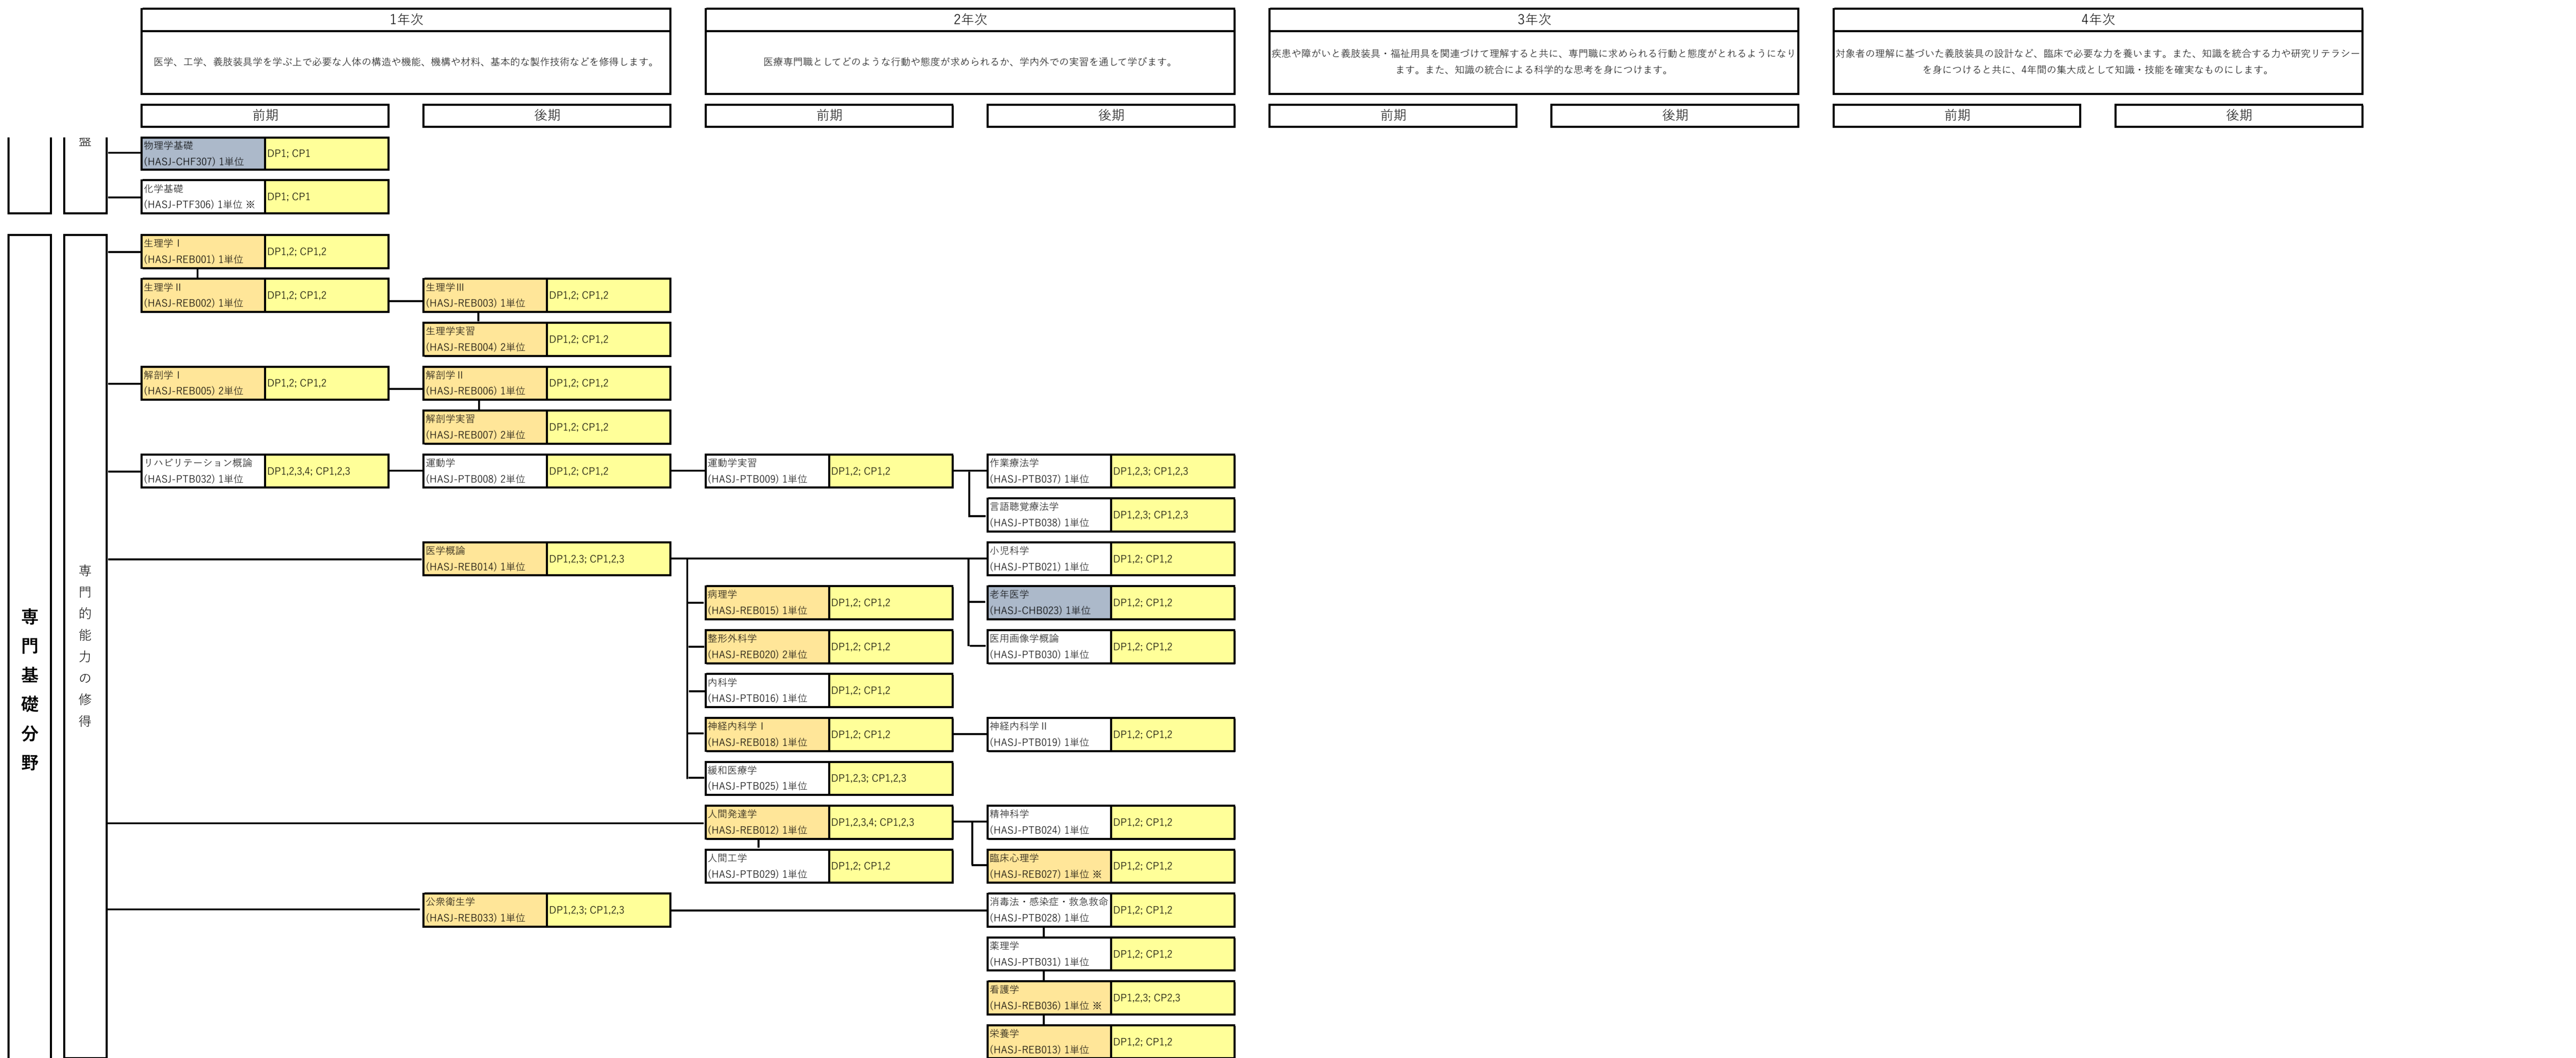 1年次
2年次
3年次
4年次
医学、工学、義肢装具学を学ぶ上で必要な人体の構造や機能、機構や材料、基本的な製作技術などを修得します。
医療専門職としてどのような行動や態度が求められるか、学内外での実習を通して学びます。
疾患や障がいと義肢装具・福祉用具を関連づけて理解すると共に、専門職に求められる行動と態度がとれるようになり
ます。また、知識の統合による科学的な思考を身につけます。
対象者の理解に基づいた義肢装具の設計など、臨床で必要な力を養います。また、知識を統合する力や研究リテラシー
を身につけると共に、4年間の集大成として知識・技能を確実なものにします。
前期
後期
前期
後期
前期
後期
前期
後期
盤
物理学基礎
(HASJ-CHF307) 1単位
DP1; CP1
化学基礎
(HASJ-PTF306) 1単位 ※
DP1; CP1
専門基礎分野
専門的能力の修得
生理学Ⅰ
(HASJ-REB001) 1単位
DP1,2; CP1,2
生理学Ⅱ
(HASJ-REB002) 1単位
DP1,2; CP1,2
生理学Ⅲ
(HASJ-REB003) 1単位
DP1,2; CP1,2
生理学実習
(HASJ-REB004) 2単位
DP1,2; CP1,2
解剖学Ⅰ
(HASJ-REB005) 2単位
DP1,2; CP1,2
解剖学Ⅱ
(HASJ-REB006) 1単位
DP1,2; CP1,2
解剖学実習
(HASJ-REB007) 2単位
DP1,2; CP1,2
リハビリテーション概論
(HASJ-PTB032) 1単位
DP1,2,3,4; CP1,2,3
運動学
(HASJ-PTB008) 2単位
DP1,2; CP1,2
運動学実習
(HASJ-PTB009) 1単位
DP1,2; CP1,2
作業療法学
(HASJ-PTB037) 1単位
DP1,2,3; CP1,2,3
言語聴覚療法学
(HASJ-PTB038) 1単位
DP1,2,3; CP1,2,3
医学概論
(HASJ-REB014) 1単位
DP1,2,3; CP1,2,3
小児科学
(HASJ-PTB021) 1単位
DP1,2; CP1,2
病理学
(HASJ-REB015) 1単位
DP1,2; CP1,2
老年医学
(HASJ-CHB023) 1単位
DP1,2; CP1,2
整形外科学
(HASJ-REB020) 2単位
DP1,2; CP1,2
医用画像学概論
(HASJ-PTB030) 1単位
DP1,2; CP1,2
内科学
(HASJ-PTB016) 1単位
DP1,2; CP1,2
神経内科学Ⅰ
(HASJ-REB018) 1単位
DP1,2; CP1,2
神経内科学Ⅱ
(HASJ-PTB019) 1単位
DP1,2; CP1,2
緩和医療学
(HASJ-PTB025) 1単位
DP1,2,3; CP1,2,3
人間発達学
(HASJ-REB012) 1単位
DP1,2,3,4; CP1,2,3
精神科学
(HASJ-PTB024) 1単位
DP1,2; CP1,2
人間工学
(HASJ-PTB029) 1単位
DP1,2; CP1,2
臨床心理学
(HASJ-REB027) 1単位 ※
DP1,2; CP1,2
公衆衛生学
(HASJ-REB033) 1単位
DP1,2,3; CP1,2,3
消毒法・感染症・救急救命
(HASJ-PTB028) 1単位
DP1,2; CP1,2
薬理学
(HASJ-PTB031) 1単位
DP1,2; CP1,2
看護学
(HASJ-REB036) 1単位 ※
DP1,2,3; CP2,3
栄養学
(HASJ-REB013) 1単位
DP1,2; CP1,2